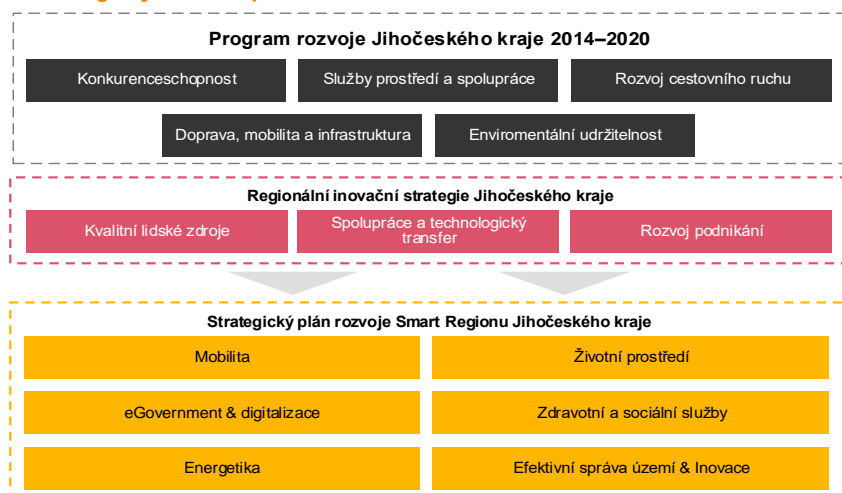 Program rozvoje Jihočeského kraje 2014–2020
Konkurenceschopnost
Služby prostředí a spolupráce
Rozvoj cestovního ruchu
Doprava, mobilita a infrastruktura
Enviromentální udržitelnost
Regionální inovační strategie Jihočeského kraje
Kvalitní lidské zdroje
Spolupráce a technologický
transfer
Rozvoj podnikání
Strategický plán rozvoje Smart Regionu Jihočeského kraje
Mobilita
Životní prostředí
eGovernment & digitalizace
Zdravotní a sociální služby
Energetika
Efektivní správa území & Inovace